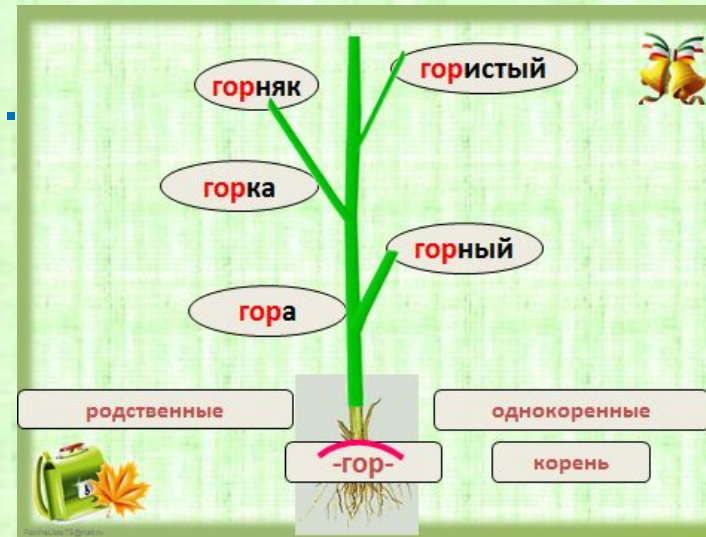 гористый
горняк
горка
горный
гора
родственные
однокоренные
-гор-
корень